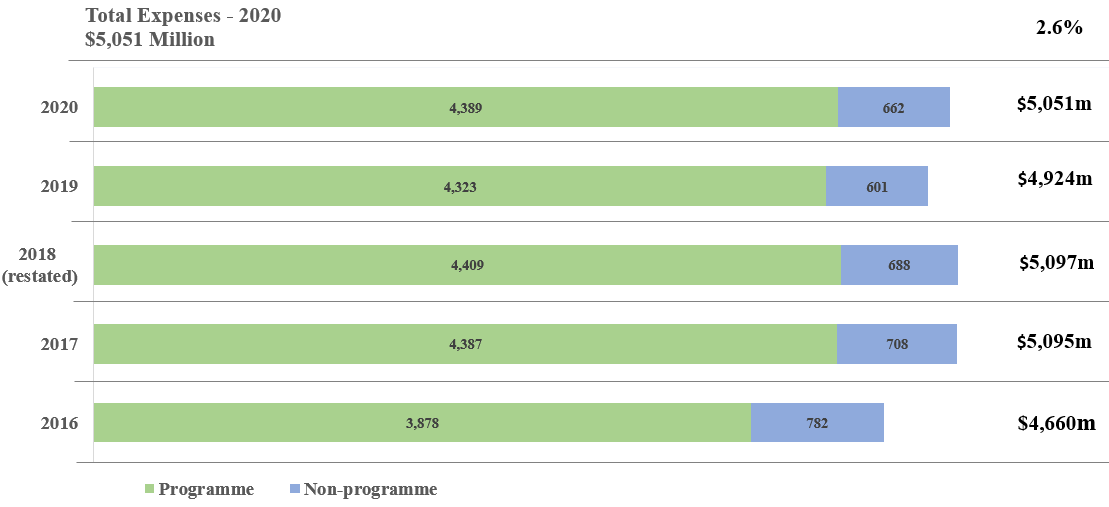 Total Expenses - 2020
$5,051 Million
2.6%
2020
4,389
662
$5,051m
2019
4,323
601
$4,924m
2018
(restated)
4,409
688
$5,097m
2017
4,387
708
$5,095m
2016
3,878
782
$4,660m
Programme
Non-programme